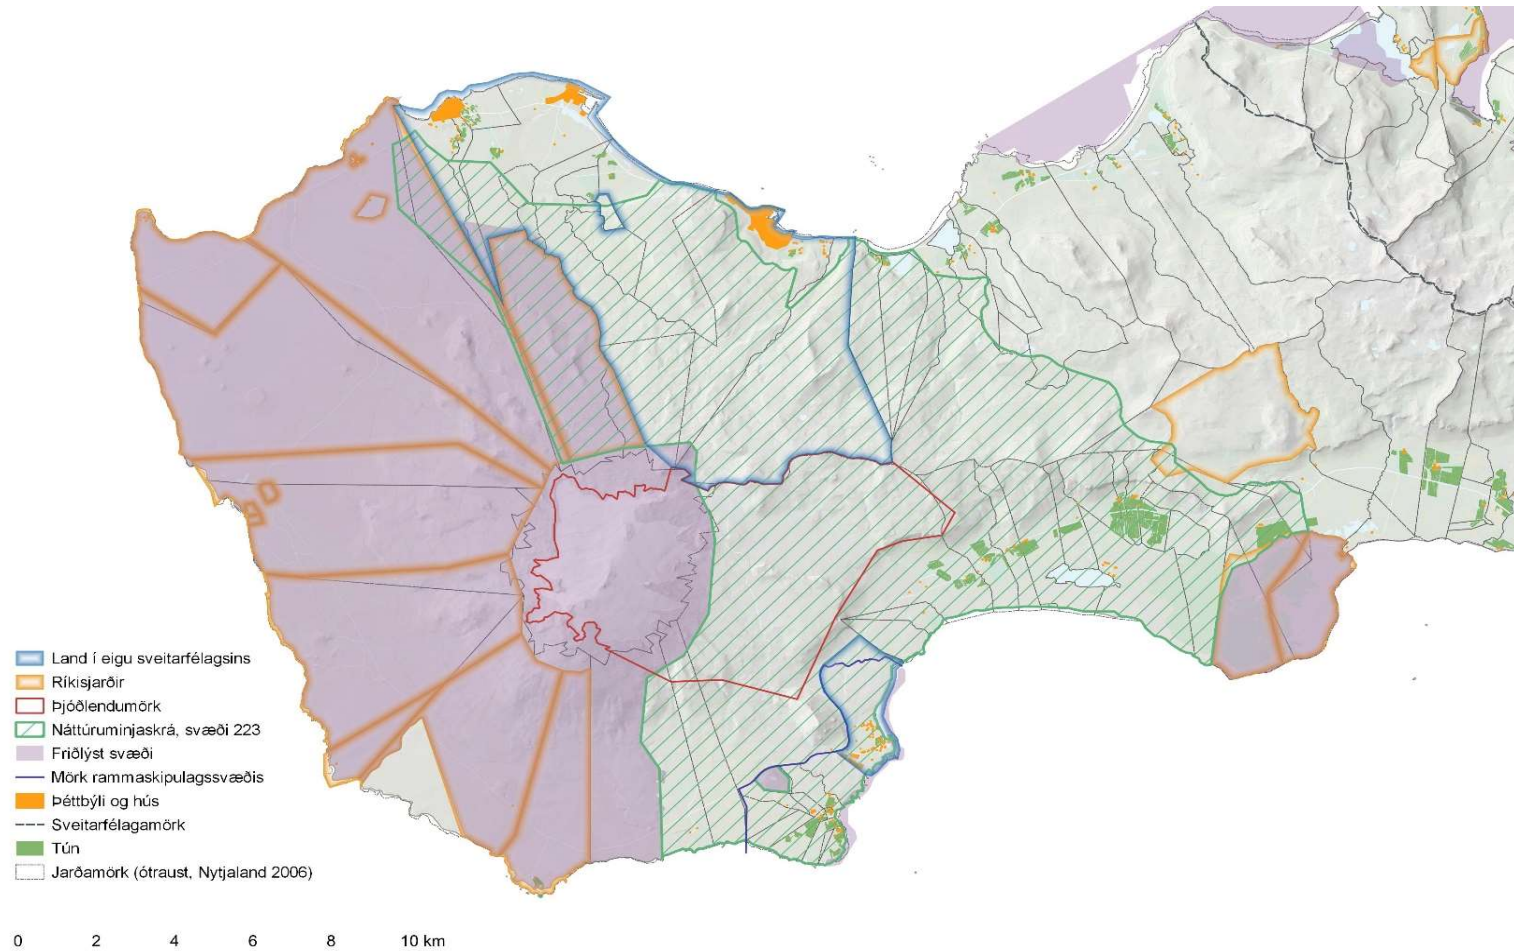 Land í eigu sveitarfélagsins
Ríkisjarðir
Þjóðlendumörk
Náttúruminjaskrá, svæði 223
Friðlýst svæði
Mörk rammaskipulagssvæðis
Þéttbýli og hús
Sveitarfélagamörk
Tún
Jarðamörk (ótraust, Nytjaland 2006)
0 2 4 6 8 10 km